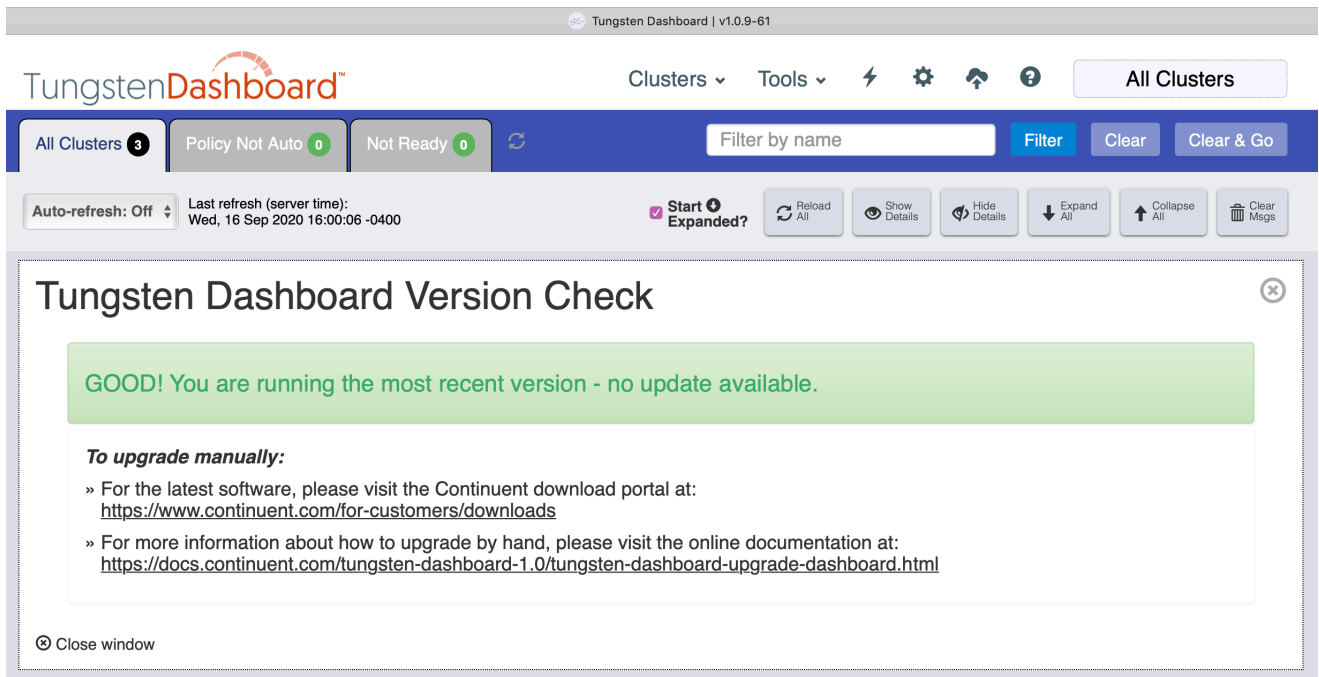 Tungsten Dashboard | v1.0.9-61
TungstenDashboard™
Clusters
Tools
All Clusters
All Clusters 3
Policy Not Auto 0
Not Ready 0
Filter by name
Filter
Clear
Clear & Go
Auto-refresh: Off
Last refresh (server time):
Wed, 16 Sep 2020 16:00:06 -0400
Start
Expanded?
Reload
All
Show
Details
Hide
Details
Expand
All
Collapse
All
Clear
Msgs
Tungsten Dashboard Version Check
GOOD! You are running the most recent version - no update available.
To upgrade manually:
» For the latest software, please visit the Continuent download portal at:
https://www.continuent.com/for-customers/downloads
» For more information about how to upgrade by hand, please visit the online documentation at:
https://docs.continuent.com/tungsten-dashboard-1.0/tungsten-dashboard-upgrade-dashboard.html
Close window